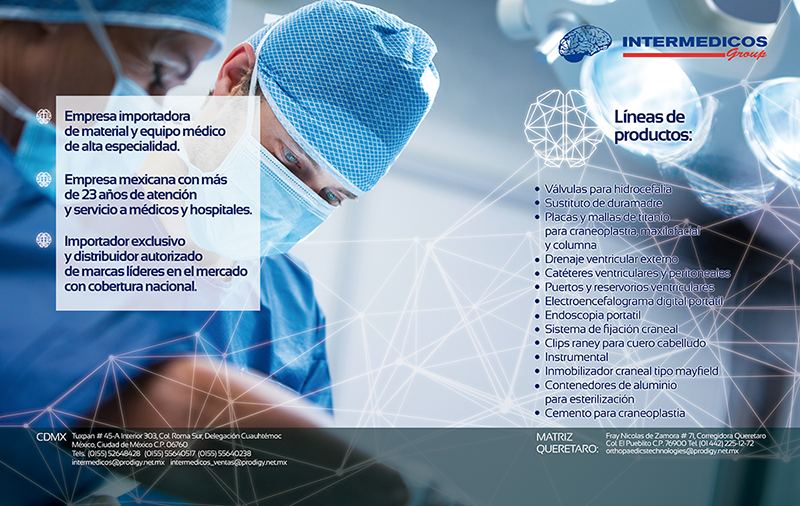 INTERMEDICOS
Group
Empresa importadora
de material y equipo médico
de alta especialidad.
Empresa mexicana con más
de 23 años de atención
y servicio a médicos y hospitales.
Importador exclusivo
y distribuidor autorizado
de marcas líderes en el mercado
con cobertura nacional.
Líneas de
productos:
• Válvulas para hidrocefalia
• Sustituto de duramadre
• Placas y mallas de titanio
para craneoplastia, maxilofacial
y columna
• Drenaje ventricular externo
• Catéteres ventriculares y peritoneales
• Puertos y reservorios ventriculares
• Electroencefalograma digital portátil
• Endoscopia portatil
• Sistema de fijación craneal
• Clips raney para cuero cabelludo
• Instrumental
• Inmobilizador craneal tipo mayfield
• Contenedores de aluminio
para esterilización
• Cemento para craneoplastia
CDMX
Tuxpan # 45-A Interior 303, Col. Roma Sur, Delegación Cuauhtémoc
México, Ciudad de México C.P. 06760
Tels. (0155) 52648428 (0155) 55640517 (0155) 55640238
intermedicos@prodigy.net.mx intermedicos_ventas@prodigy.net.mx
MATRIZ
QUERETARO:
Fray Nicolas de Zamora # 71, Corregidora Queretaro
Col. El Pueblito C.P. 76900 Tel. (01 442) 225-12-72
orthopaedicstechnologies@prodigy.net.mx